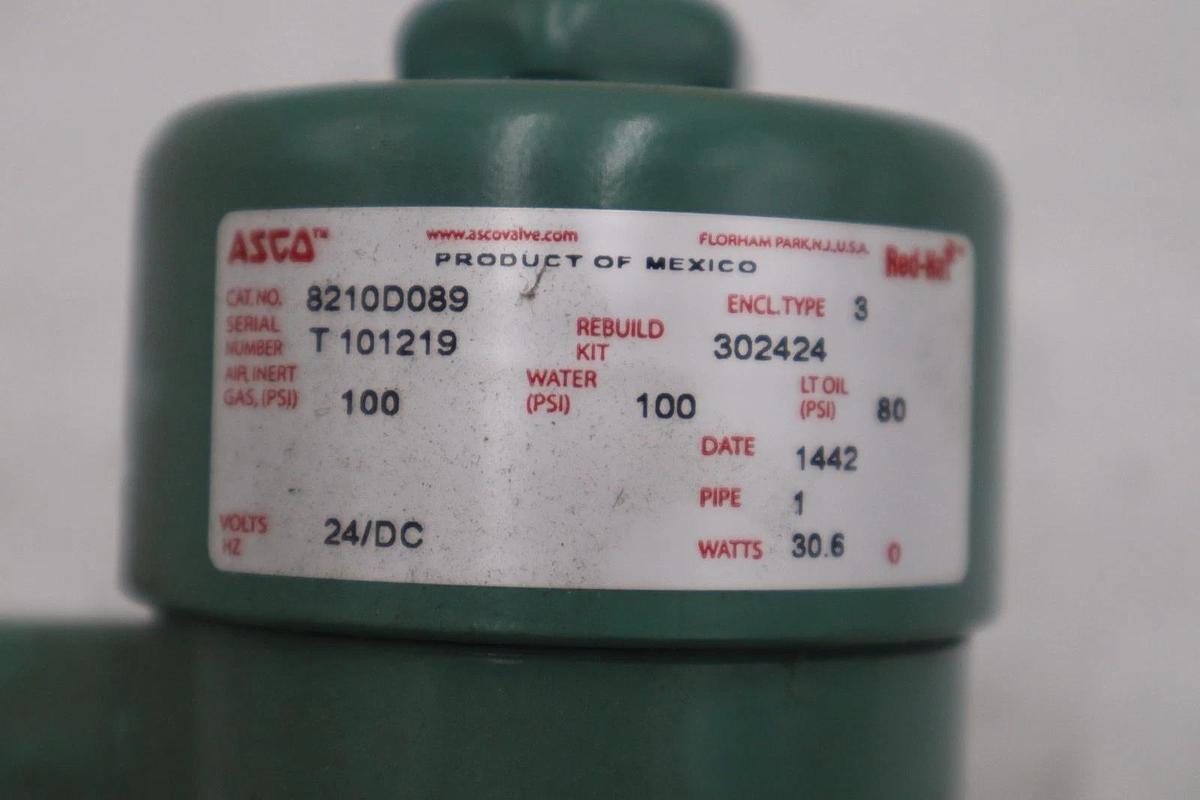 ASCO™ www.ascovalve.com FLORHAM PARK,N.J.,U.S.A. Red-Hat
PRODUCT OF MEXICO
CAT. NO. 8210D089 ENCL.TYPE 3
SERIAL NUMBER T 101219 REBUILD KIT 302424
AIR, INERT GAS, (PSI) 100 WATER (PSI) 100 LT OIL (PSI) 80
DATE 1442
PIPE 1
VOLTS HZ 24/DC WATTS 30.6 0